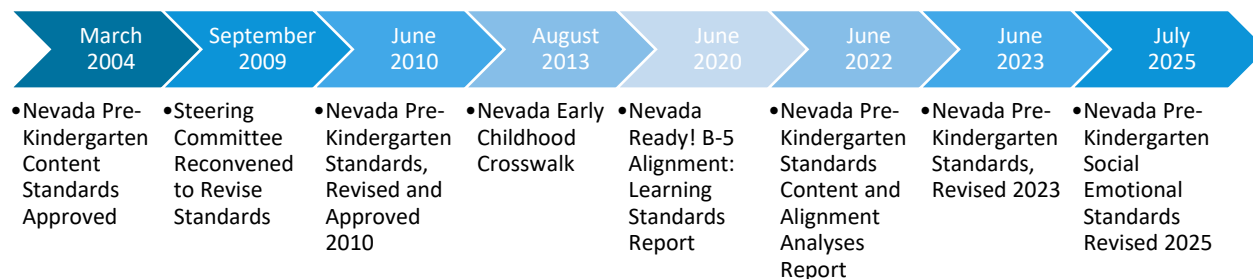 March
2004
September
2009
June
2010
August
2013
June
2020
June
2022
June
2023
July
2025
•Nevada Pre-
Kindergarten
Content
Standards
Approved
•Steering
Committee
Reconvened
to Revise
Standards
•Nevada Pre-
Kindergarten
Standards,
Revised and
Approved
2010
•Nevada Early
Childhood
Crosswalk
•Nevada
Ready! B-5
Alignment:
Learning
Standards
Report
•Nevada Pre-
Kindergarten
Standards
Content and
Alignment
Analyses
Report
•Nevada Pre-
Kindergarten
Standards,
Revised 2023
•Nevada Pre-
Kindergarten
Social
Emotional
Standards
Revised 2025